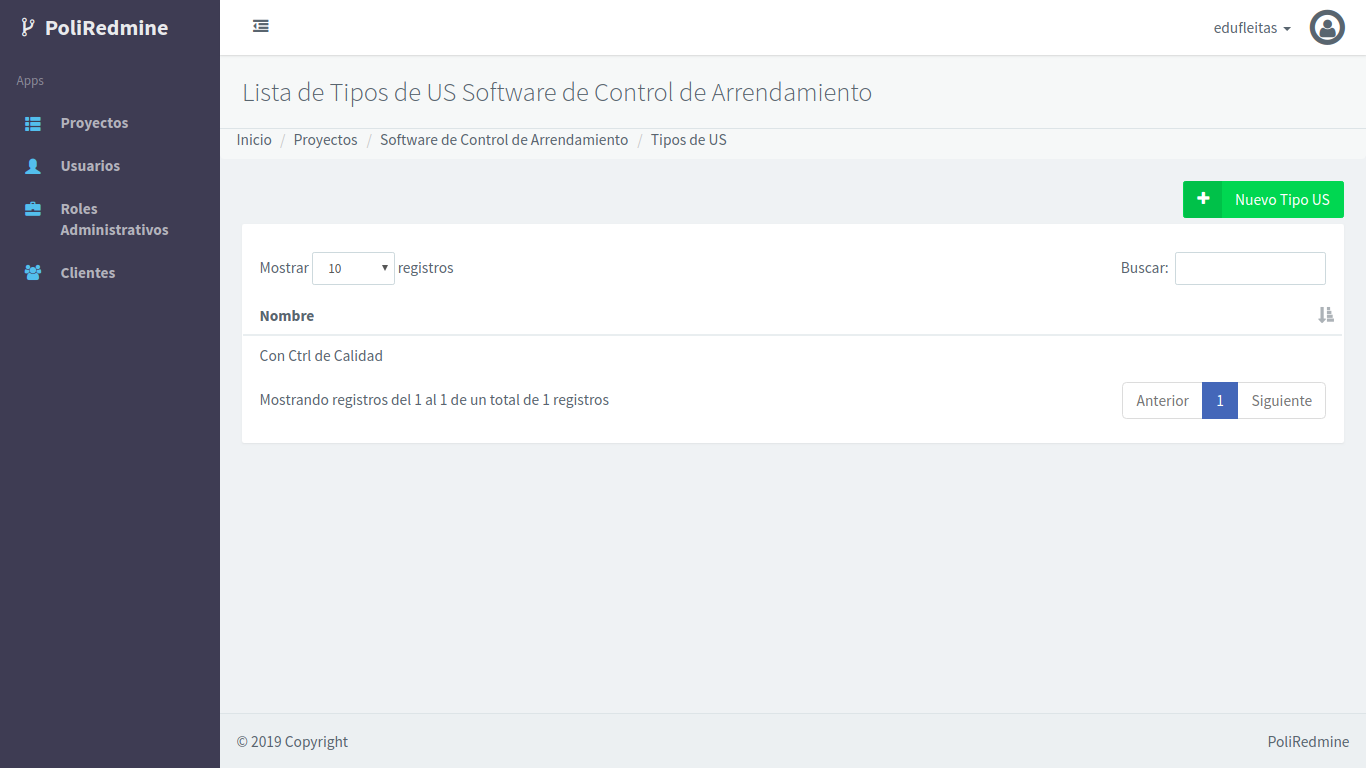 PoliRedmine
edufleitas
Apps
Proyectos
Usuarios
Roles
Administrativos
Clientes
Lista de Tipos de US Software de Control de Arrendamiento
Inicio / Proyectos / Software de Control de Arrendamiento / Tipos de US
+ Nuevo Tipo US
Mostrar 10 registros Buscar:
Nombre
Con Ctrl de Calidad
Mostrando registros del 1 al 1 de un total de 1 registros Anterior 1 Siguiente
© 2019 Copyright PoliRedmine